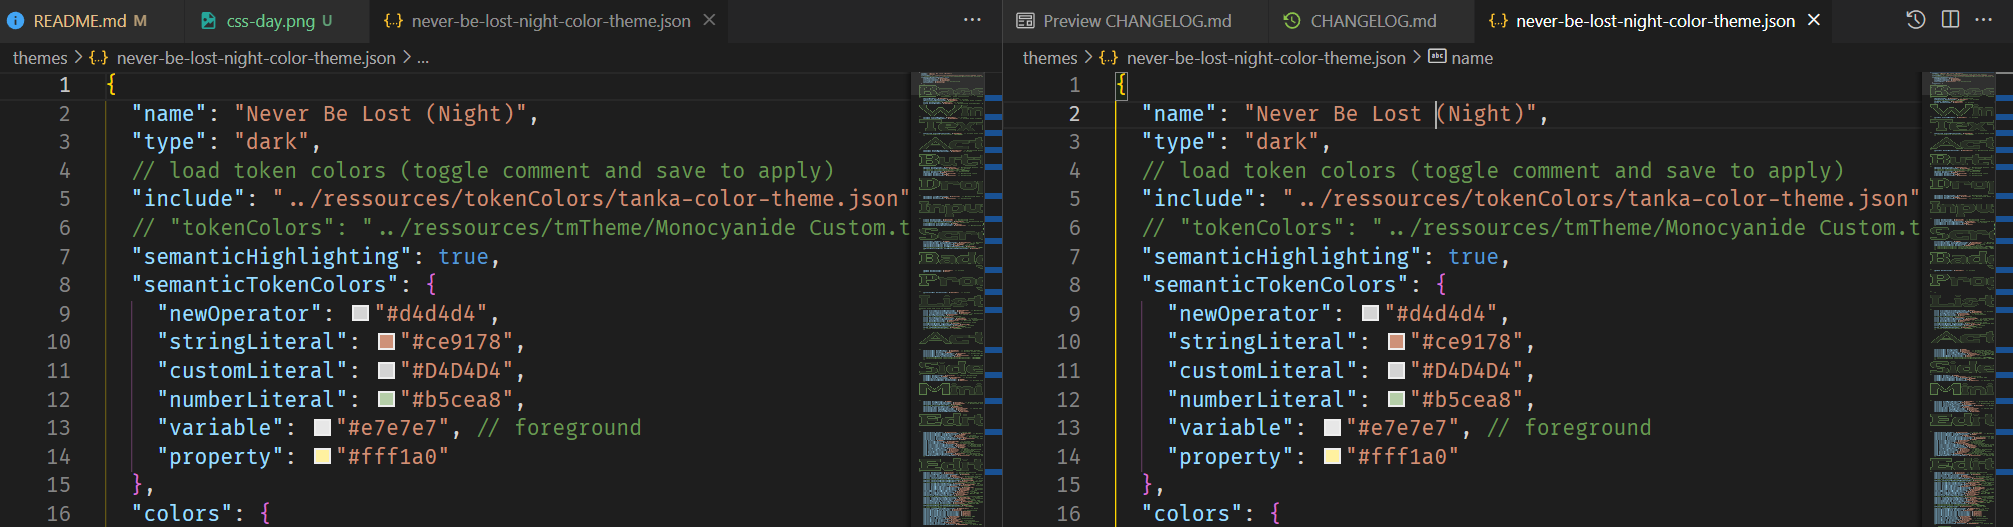 README.md M css-day.png U never-be-lost-night-color-theme.json
themes > never-be-lost-night-color-theme.json > ...
1 {
2 "name": "Never Be Lost (Night)",
3 "type": "dark",
4 // load token colors (toggle comment and save to apply)
5 "include": "../ressources/tokenColors/tanka-color-theme.json"
6 // "tokenColors": "../ressources/tmTheme/Monocyanide Custom.t
7 "semanticHighlighting": true,
8 "semanticTokenColors": {
9 "newOperator": "#d4d4d4",
10 "stringLiteral": "#ce9178",
11 "customLiteral": "#D4D4D4",
12 "numberLiteral": "#b5cea8",
13 "variable": "#e7e7e7", // foreground
14 "property": "#fff1a0"
15 },
16 "colors": {
Preview CHANGELOG.md CHANGELOG.md never-be-lost-night-color-theme.json
themes > never-be-lost-night-color-theme.json > abc name
1 {
2 "name": "Never Be Lost (Night)",
3 "type": "dark",
4 // load token colors (toggle comment and save to apply)
5 "include": "../ressources/tokenColors/tanka-color-theme.json"
6 // "tokenColors": "../ressources/tmTheme/Monocyanide Custom.t
7 "semanticHighlighting": true,
8 "semanticTokenColors": {
9 "newOperator": "#d4d4d4",
10 "stringLiteral": "#ce9178",
11 "customLiteral": "#D4D4D4",
12 "numberLiteral": "#b5cea8",
13 "variable": "#e7e7e7", // foreground
14 "property": "#fff1a0"
15 },
16 "colors": {